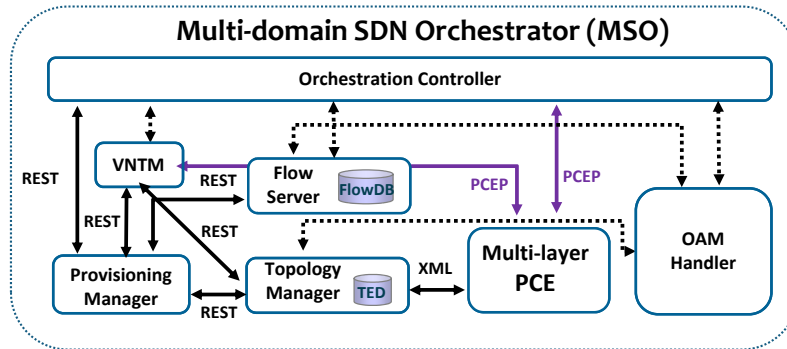 Multi-domain SDN Orchestrator (MSO)
Orchestration Controller
VNTM
REST
REST
Flow
Server
FlowDB
PCEP
PCEP
REST
REST
Provisioning
Manager
REST
Topology
Manager
TED
XML
Multi-layer
PCE
OAM
Handler